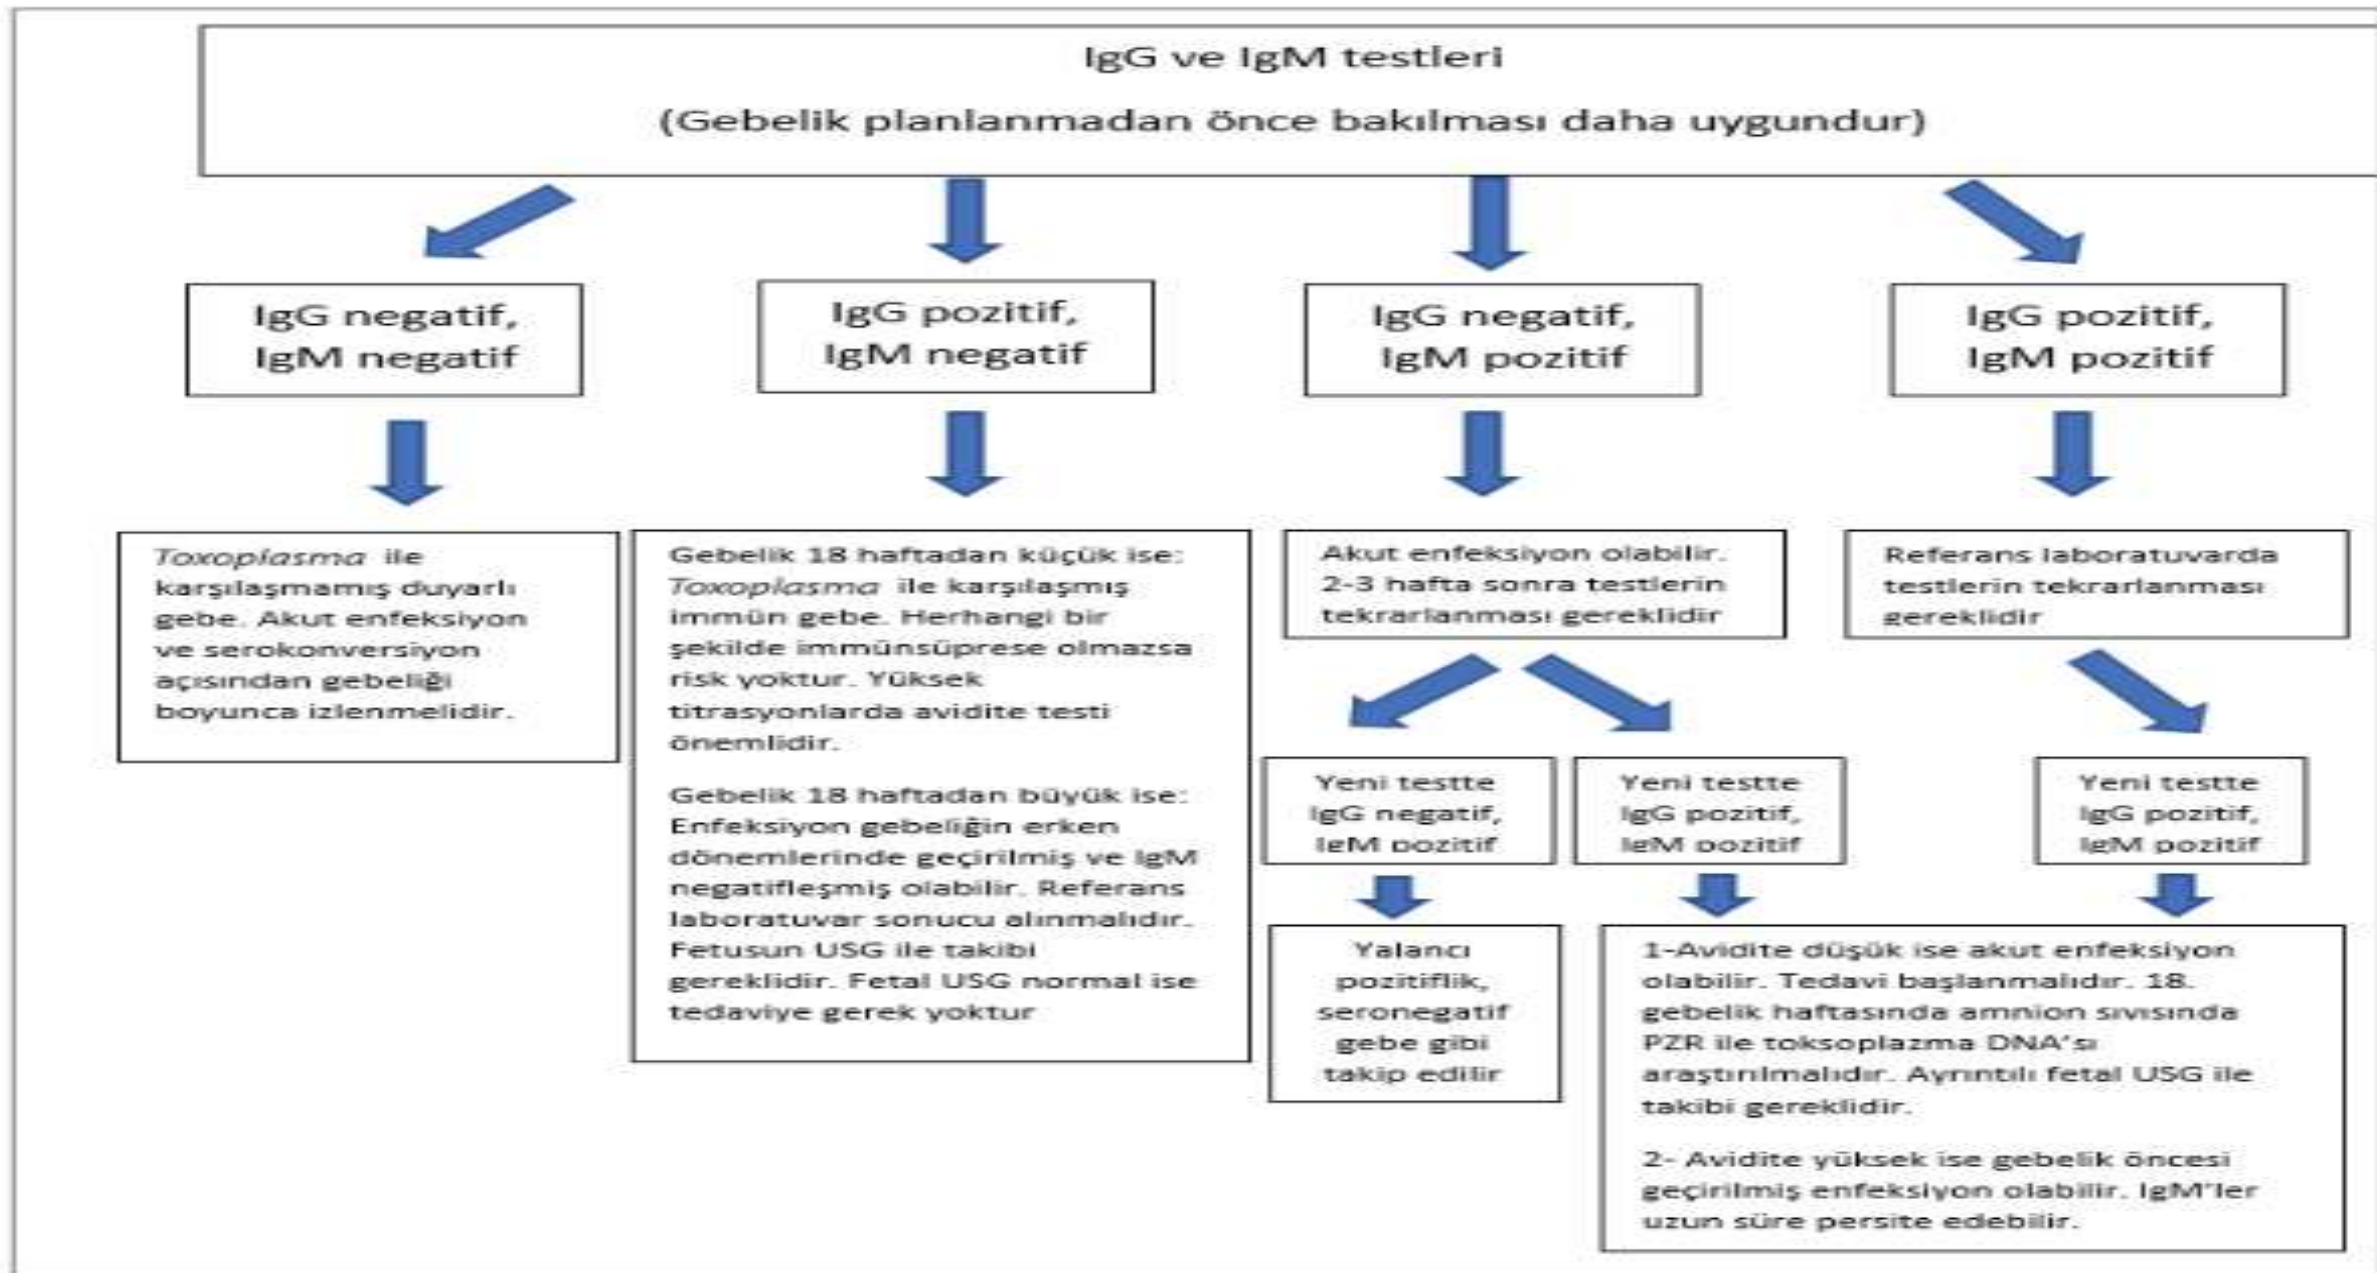 IgG ve IgM testleri
(Gebelik planlanmadan önce bakılması daha uygundur)
IgG negatif,
IgM negatif
IgG pozitif,
IgM negatif
IgG negatif,
IgM pozitif
IgG pozitif,
IgM pozitif
Toxoplasma ile
karşılaşmamış duyarlı
gebe. Akut enfeksiyon
ve serokonversiyon
açısından gebeliği
boyunca izlenmelidir.
Gebelik 18 haftadan küçük ise:
Toxoplasma ile karşılaşmış
immün gebe. Herhangi bir
şekilde immünsüprese olmazsa
risk yoktur. Yüksek
titrasyonlarda avidite testi
önemlidir.
Gebelik 18 haftadan büyük ise:
Enfeksiyon gebeliğin erken
dönemlerinde geçirilmiş ve IgM
negatifleşmiş olabilir. Referans
laboratuvar sonucu alınmalıdır.
Fetusun USG ile takibi
gereklidir. Fetal USG normal ise
tedaviye gerek yoktur
Akut enfeksiyon olabilir.
2-3 hafta sonra testlerin
tekrarlanması gereklidir
Referans laboratuvarda
testlerin tekrarlanması
gereklidir
Yeni testte
IgG negatif,
IgM pozitif
Yeni testte
IgG pozitif,
IgM pozitif
Yeni testte
IgG pozitif,
IgM pozitif
Yalancı
pozitiflik,
seronegatif
gebe gibi
takip edilir
1-Avidite düşük ise akut enfeksiyon
olabilir. Tedavi başlanmalıdır. 18.
gebelik haftasında amnion sıvısında
PZR ile toksoplazma DNA'sı
araştırılmalıdır. Ayrıntılı fetal USG ile
takibi gereklidir.
2- Avidite yüksek ise gebelik öncesi
geçirilmiş enfeksiyon olabilir. IgM'ler
uzun süre persite edebilir.